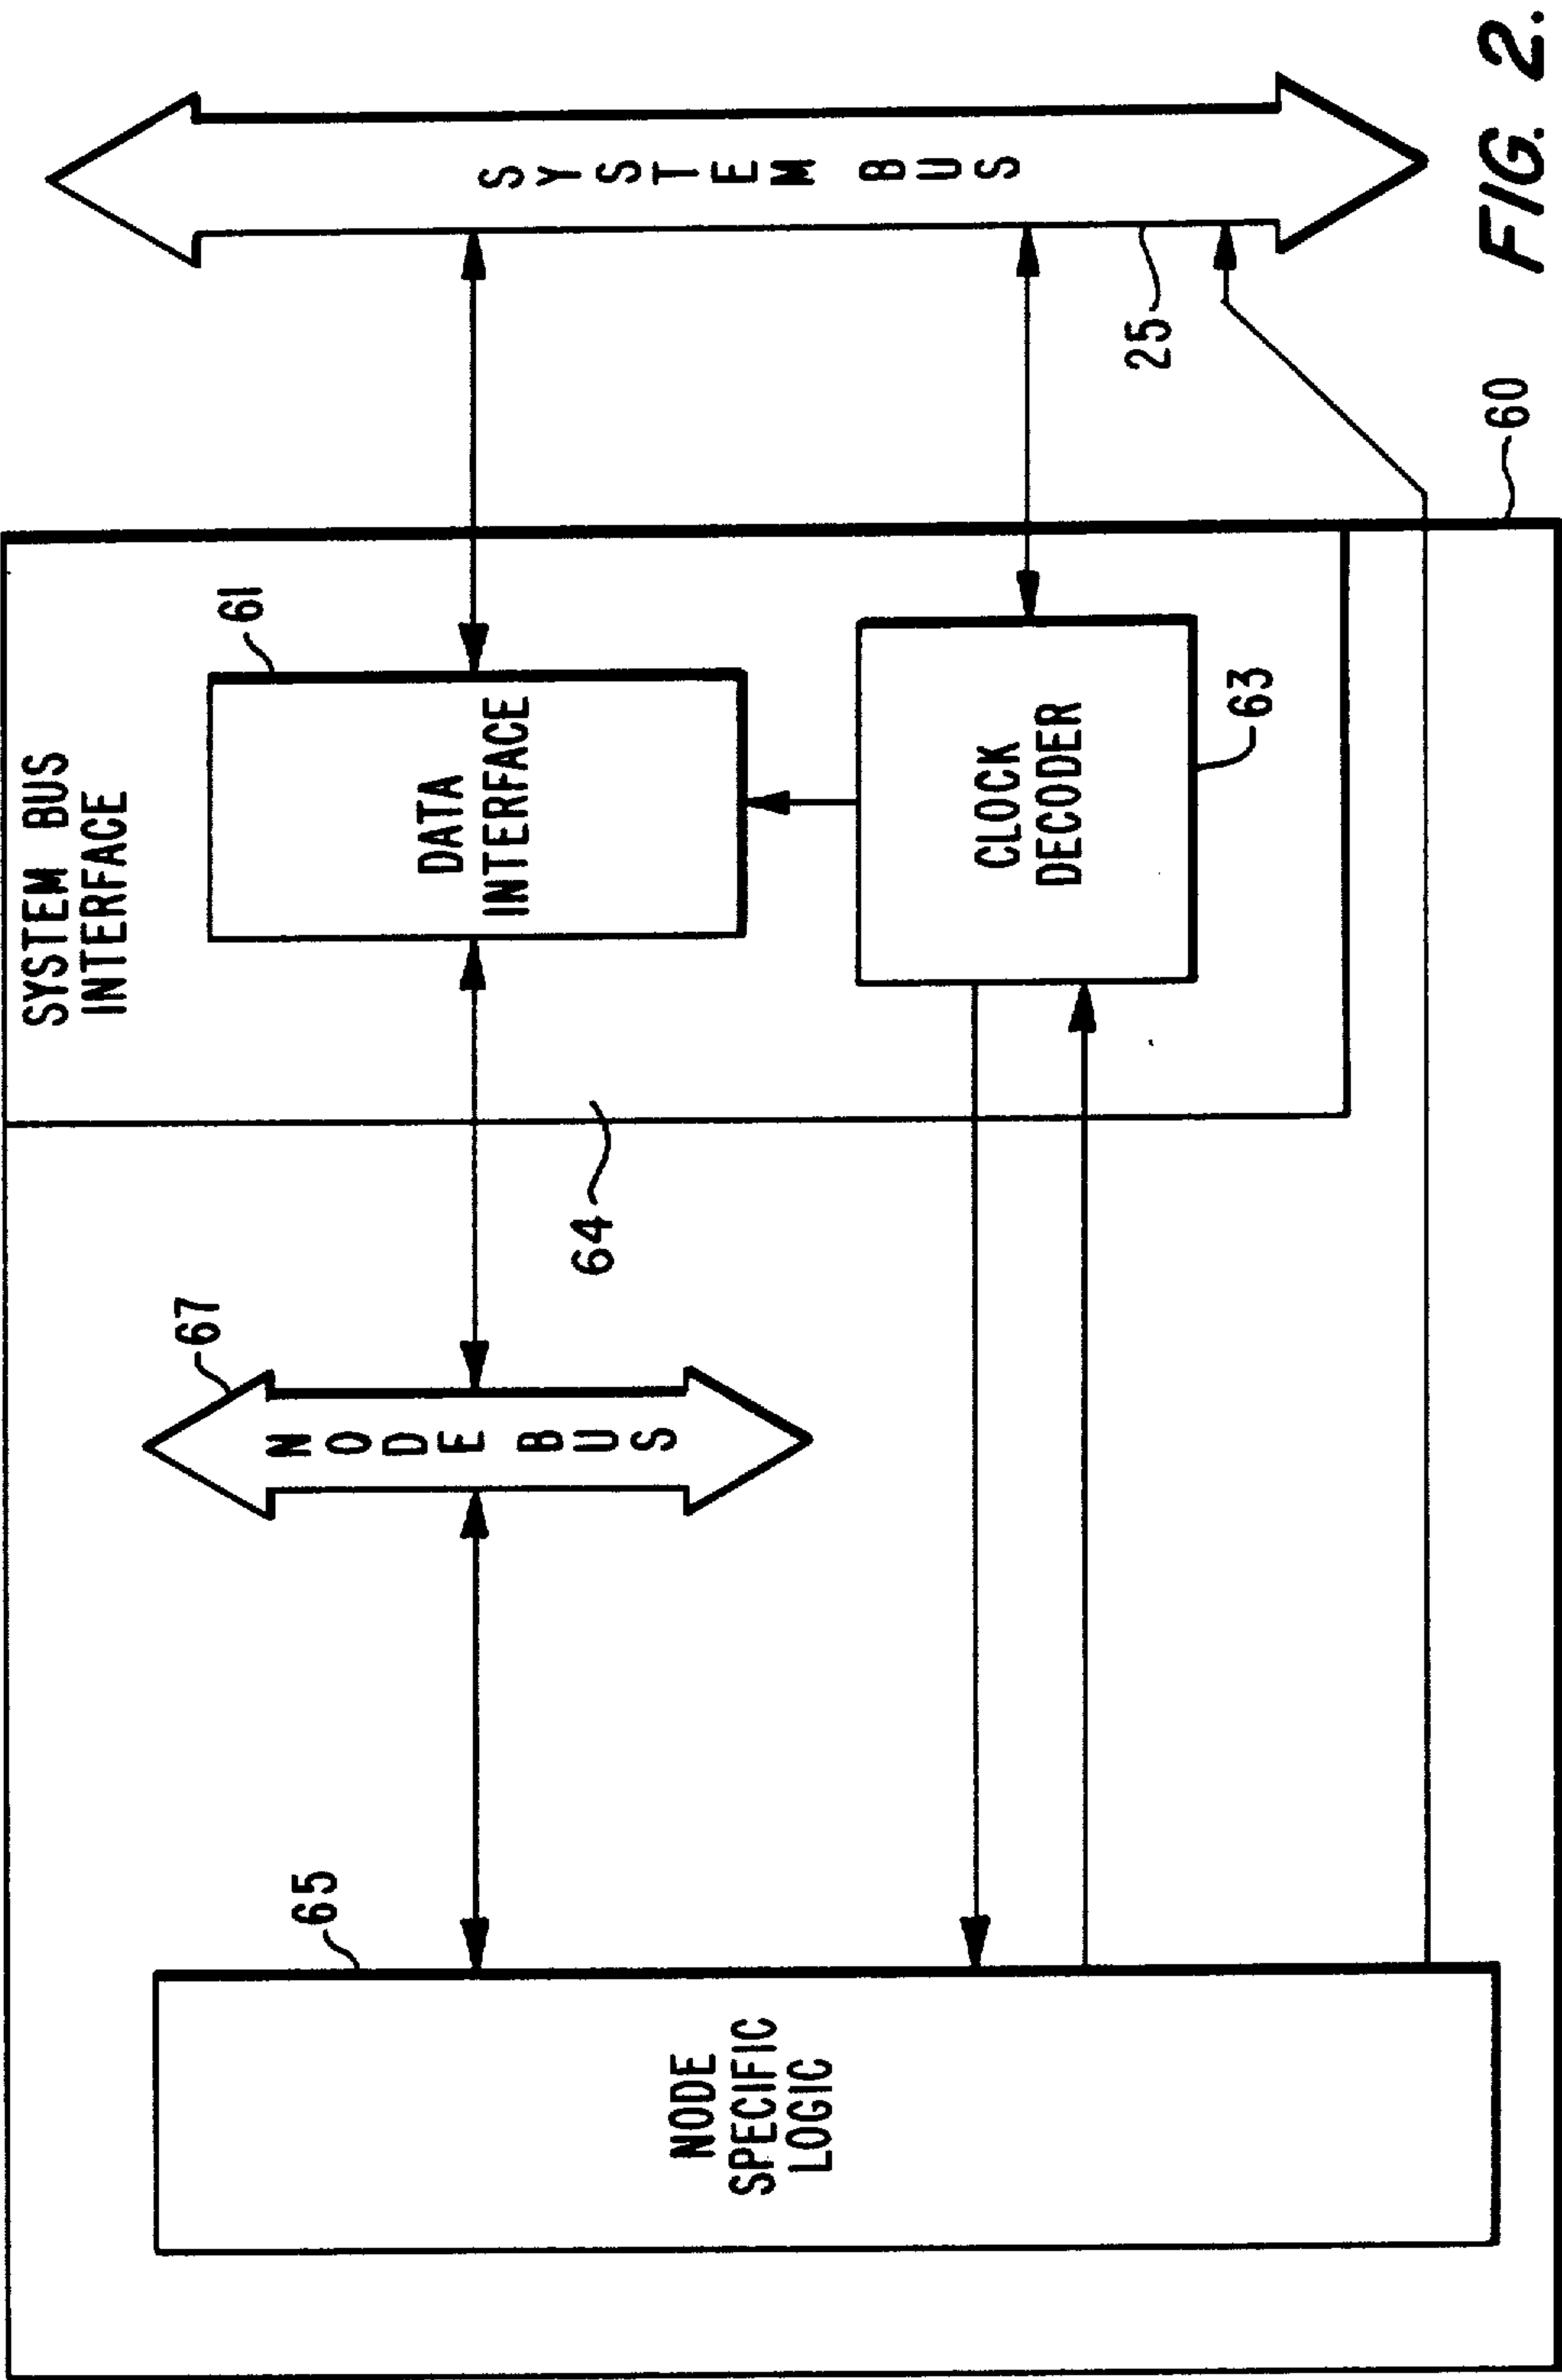 SYSTEM BUS
INTERFACE
61
DATA
INTERFACE
CLOCK
DECODER
63
64
67
NODE BUS
65
NODE
SPECIFIC
LOGIC
SYSTEM BUS
25
60
FIG. 2.